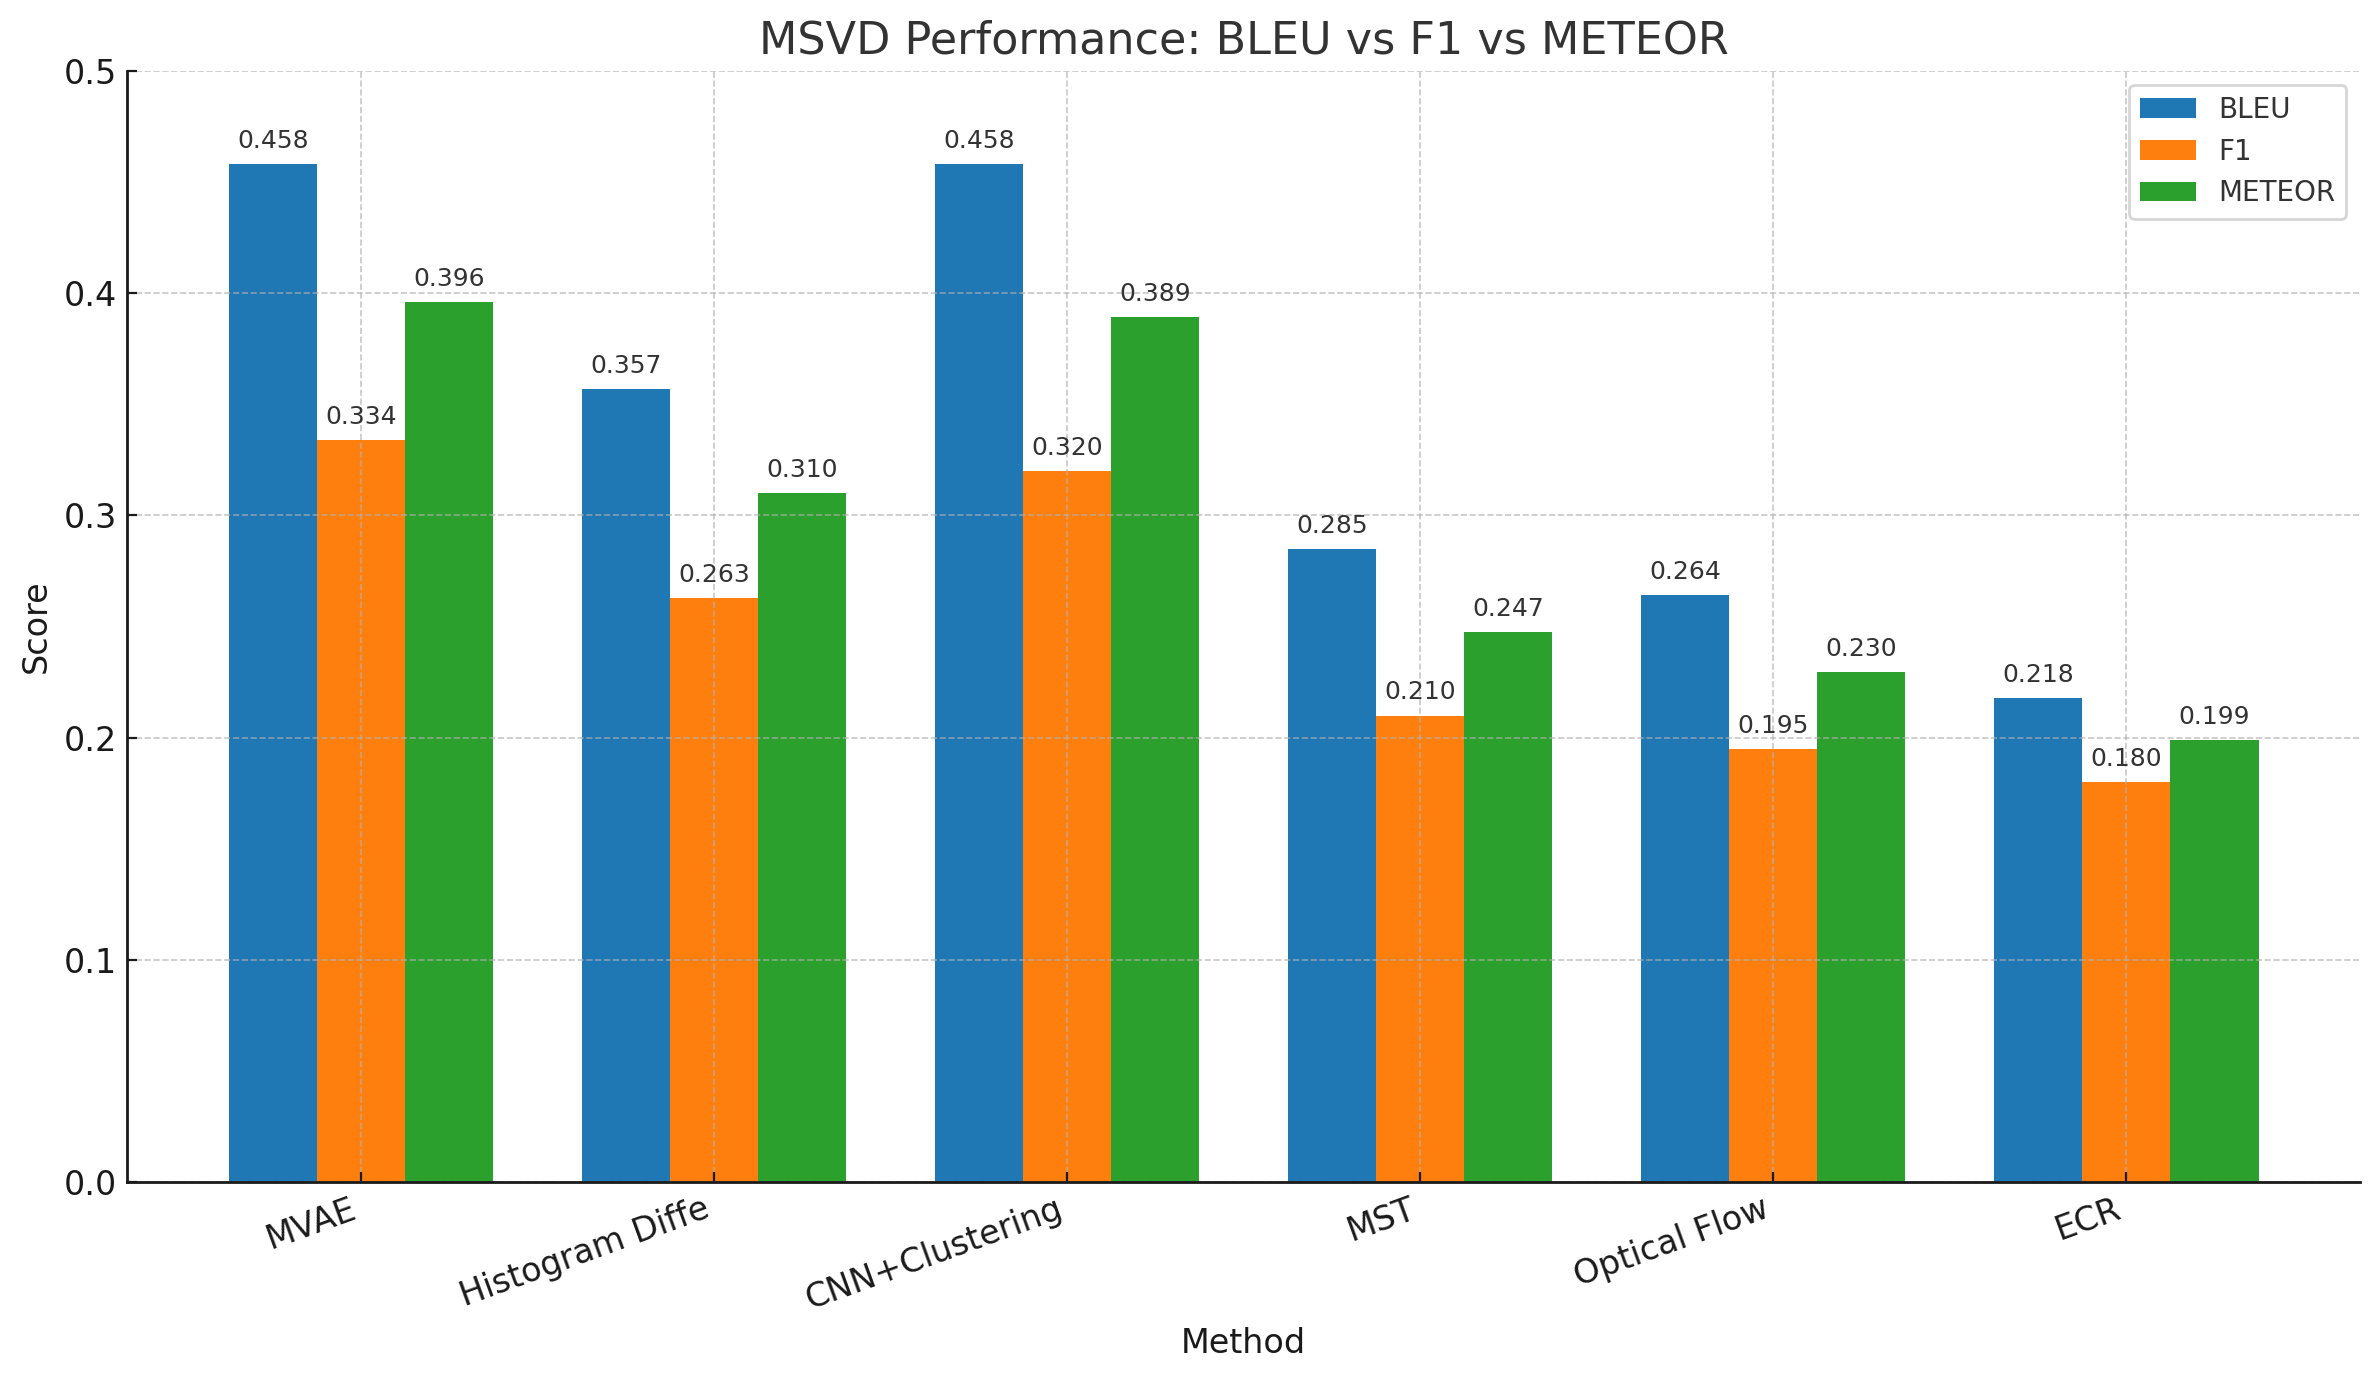 MSVD Performance: BLEU vs F1 vs METEOR
0.5
0.4
0.3
0.2
0.1
0.0
Score
BLEU
F1
METEOR
0.458
0.334
0.396
0.357
0.263
0.310
0.458
0.320
0.389
0.285
0.210
0.247
0.264
0.195
0.230
0.218
0.180
0.199
MVAE
Histogram Diffe
CNN+Clustering
MST
Optical Flow
ECR
Method